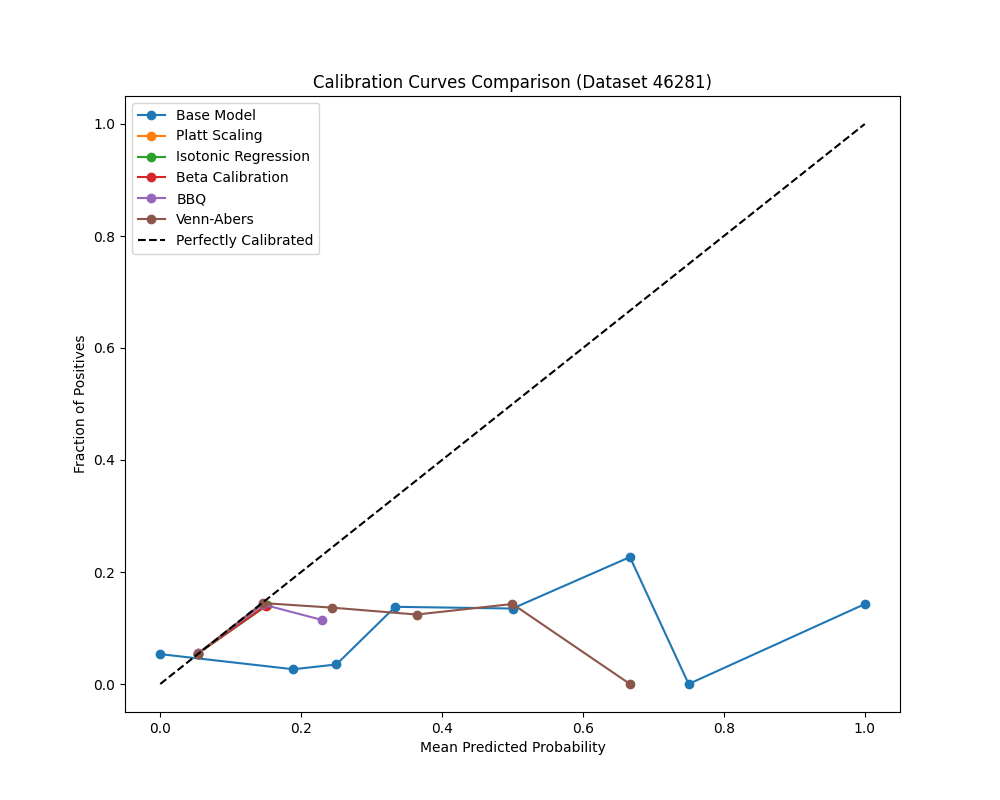 Calibration Curves Comparison (Dataset 46281)
Base Model
Platt Scaling
Isotonic Regression
Beta Calibration
BBQ
Venn-Abers
Perfectly Calibrated
Fraction of Positives
1.0
0.8
0.6
0.4
0.2
0.0
0.0 0.2 0.4 0.6 0.8 1.0
Mean Predicted Probability